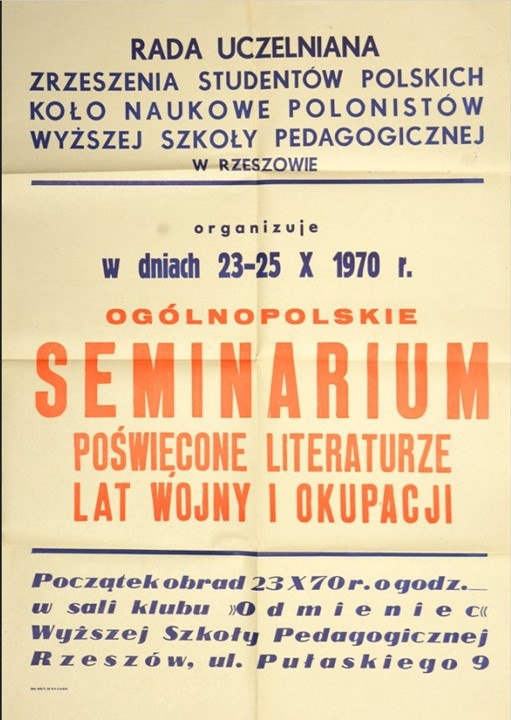 RADA UCZELNIANA
ZRZESZENIA STUDENTÓW POLSKICH
KOŁO NAUKOWE POLONISTÓW
WYŻSZEJ SZKOŁY PEDAGOGICZNEJ
W RZESZOWIE
organizuje
w dniach 23-25 X 1970 r.
OGÓLNOPOLSKIE
SEMINARIUM
POŚWIĘCONE LITERATURZE
LAT WOJNY I OKUPACJI
Początek obrad 23 X 70 r. o godz.
w sali klubu »Odmieniec«
Wyższej Szkoły Pedagogicznej
Rzeszów, ul. Pułaskiego 9